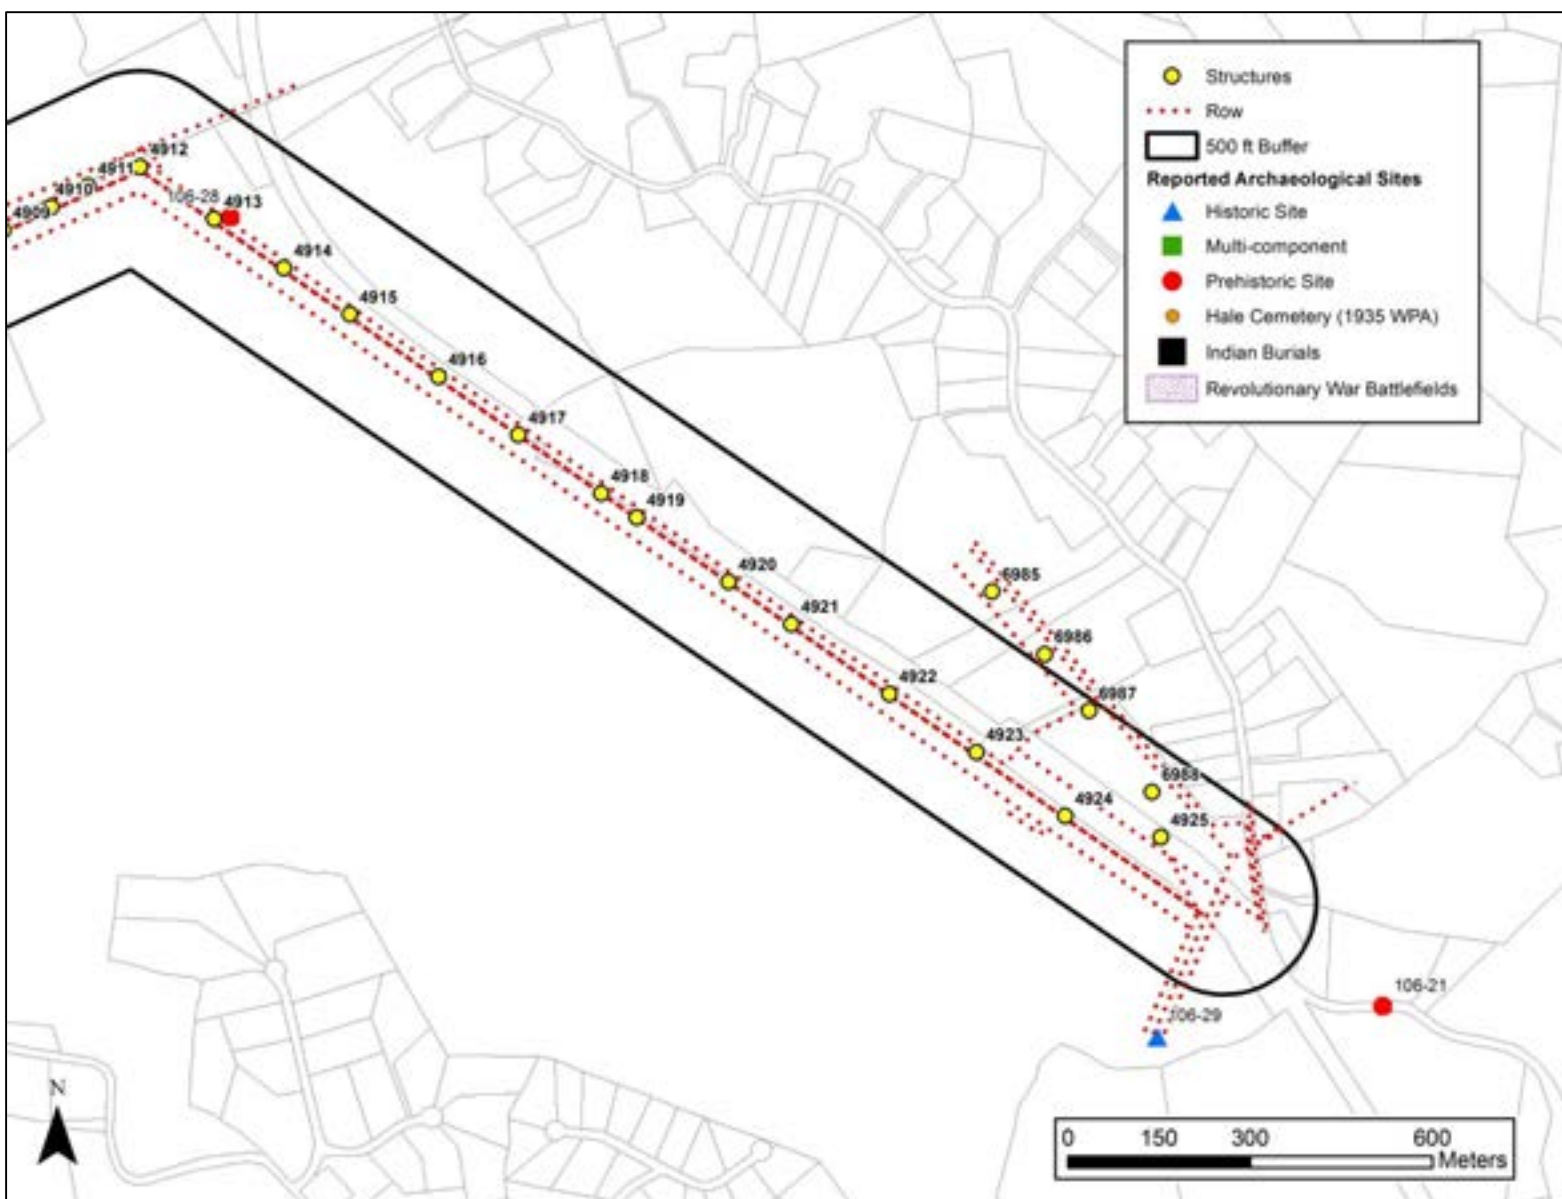 Structures
Row
500 ft Buffer
Reported Archaeological Sites
Historic Site
Multi-component
Prehistoric Site
Hale Cemetery (1935 WPA)
Indian Burials
Revolutionary War Battlefields
4912
4911
4910
4909
106-28
4913
4914
4915
4916
4917
4918
4919
4920
4921
4922
4923
4924
4925
6985
6986
6987
6988
106-21
106-29
N
0 150 300 600
Meters